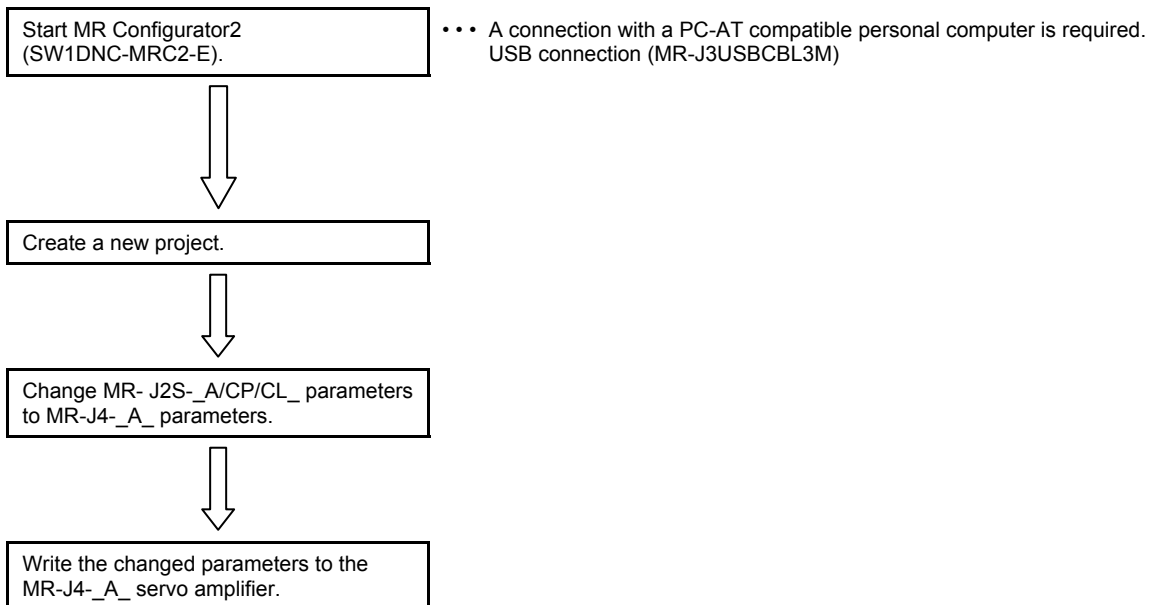 Start MR Configurator2
(SW1DNC-MRC2-E).
• • • A connection with a PC-AT compatible personal computer is required.
USB connection (MR-J3USBCBL3M)
Create a new project.
Change MR- J2S-_A/CP/CL_ parameters
to MR-J4-_A_ parameters.
Write the changed parameters to the
MR-J4-_A_ servo amplifier.